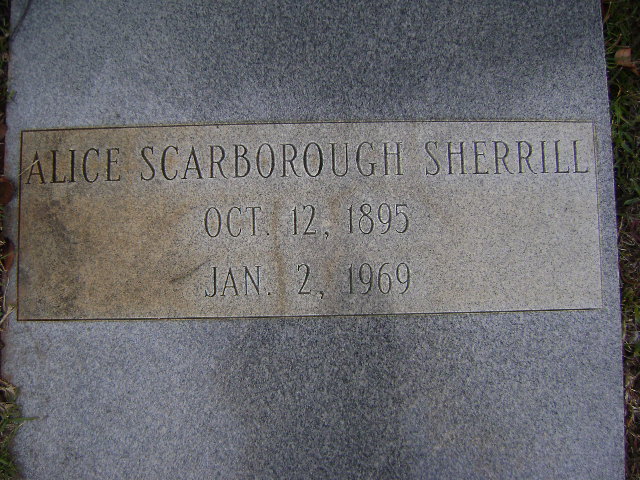 ALICE SCARBOROUGH SHERRILL
OCT. 12, 1895
JAN. 2, 1969